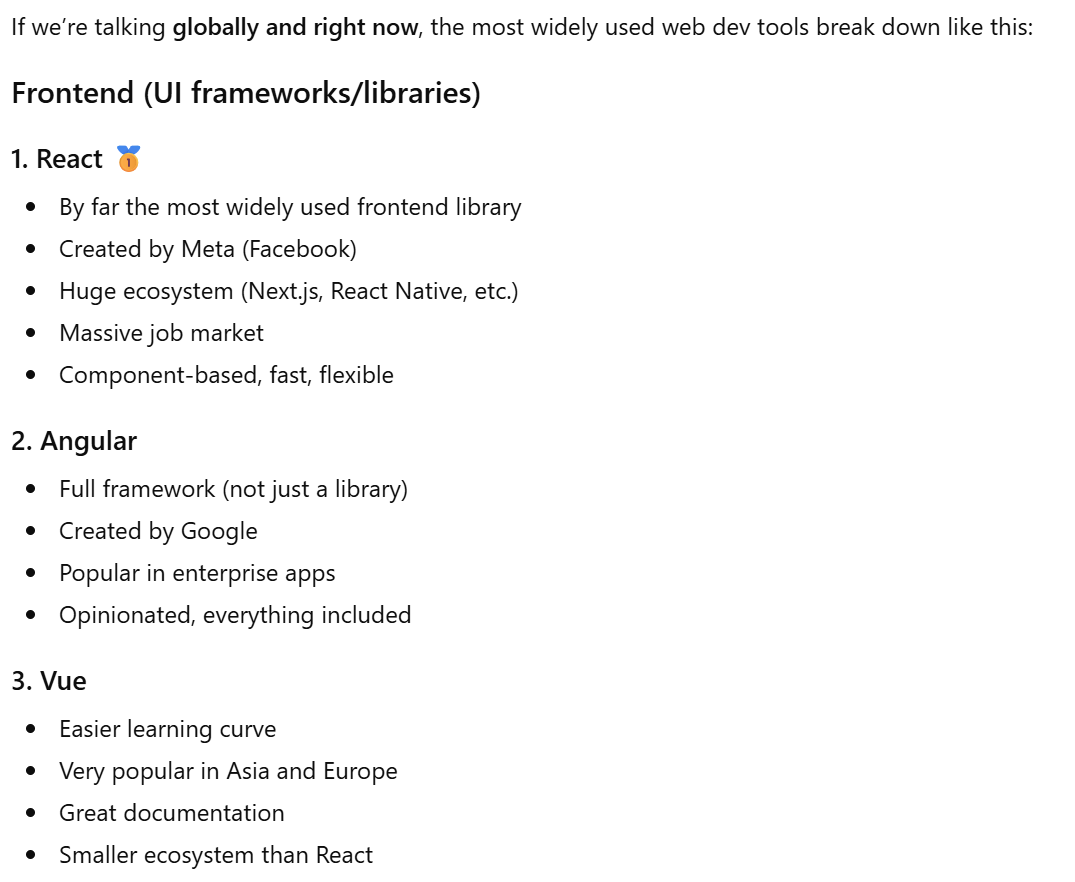 If we’re talking globally and right now, the most widely used web dev tools break down like this:
Frontend (UI frameworks/libraries)
1. React 🥇
• By far the most widely used frontend library
• Created by Meta (Facebook)
• Huge ecosystem (Next.js, React Native, etc.)
• Massive job market
• Component-based, fast, flexible
2. Angular
• Full framework (not just a library)
• Created by Google
• Popular in enterprise apps
• Opinionated, everything included
3. Vue
• Easier learning curve
• Very popular in Asia and Europe
• Great documentation
• Smaller ecosystem than React